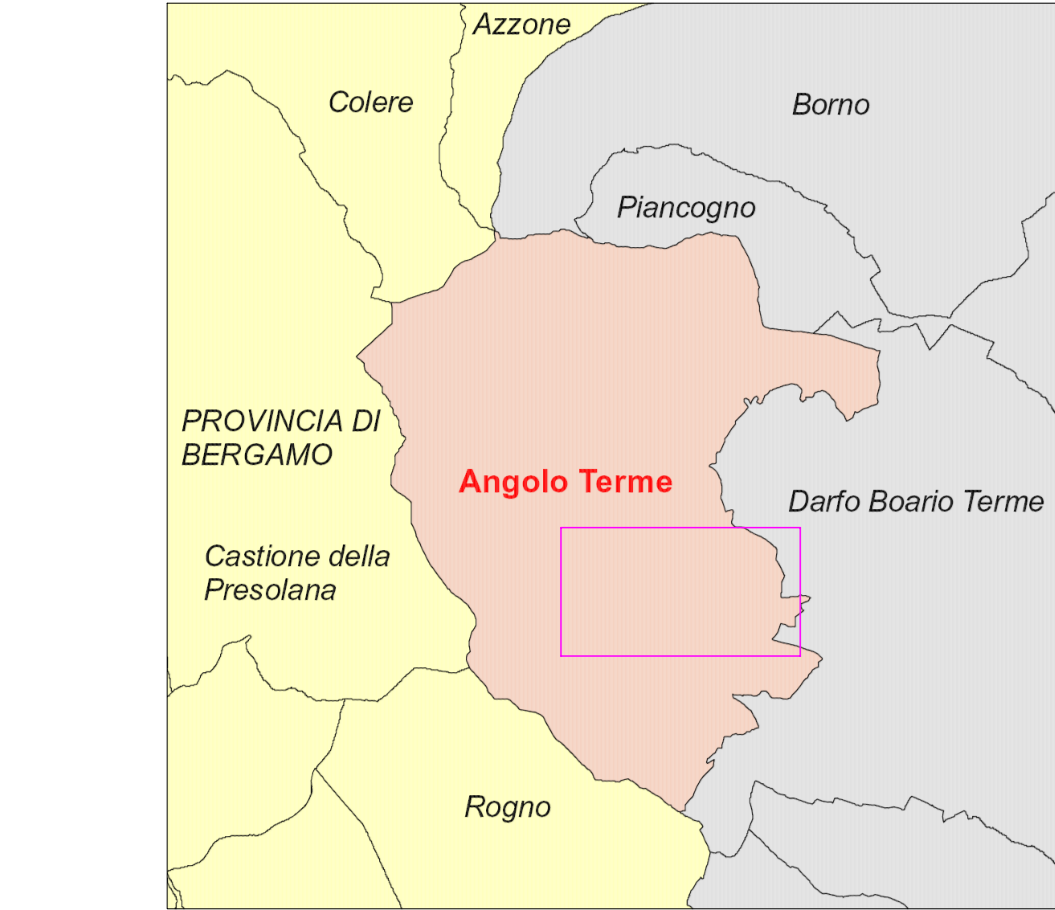 Azzone
Colere
Borno
Piancogno
PROVINCIA DI
BERGAMO
Angolo Terme
Darfo Boario Terme
Castione della
Presolana
Rogno